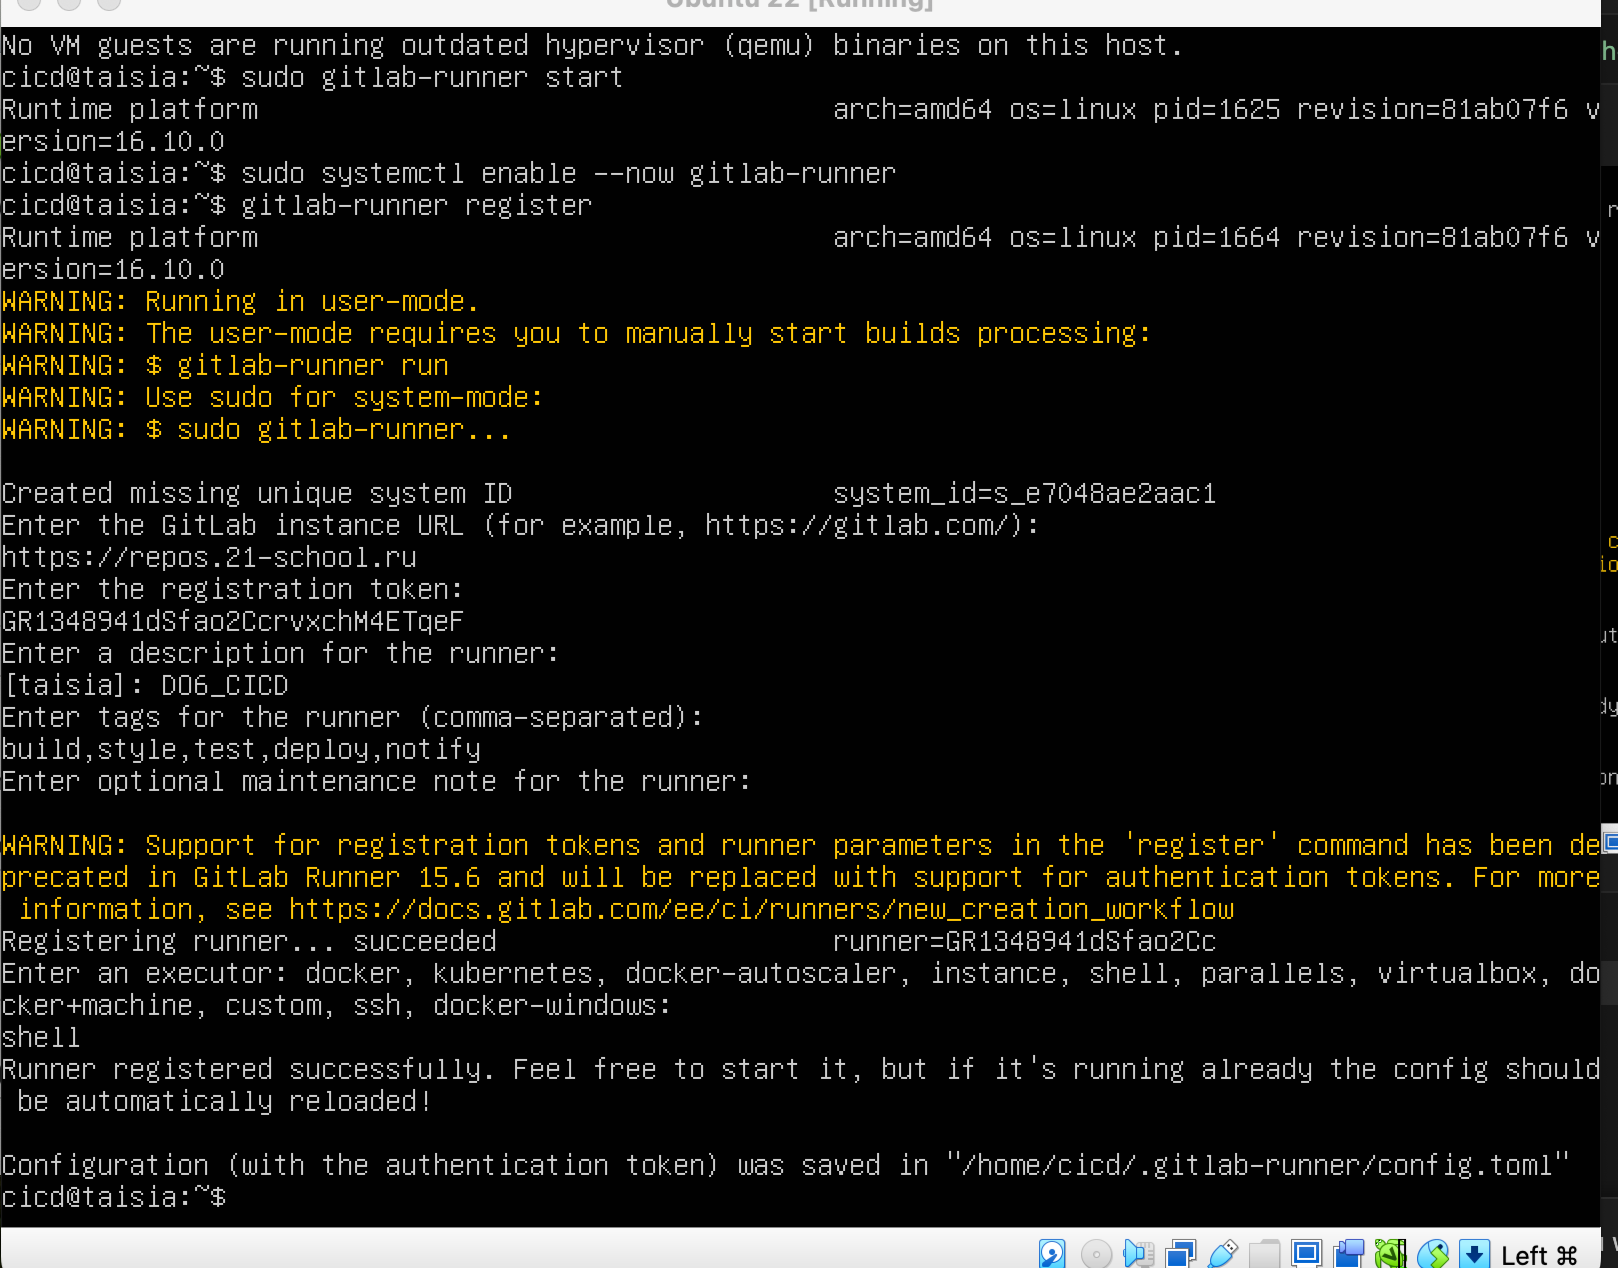 Ubuntu 22 [Running]
No VM guests are running outdated hypervisor (qemu) binaries on this host.
cicd@taisia:~$ sudo gitlab-runner start
Runtime platform                                    arch=amd64 os=linux pid=1625 revision=81ab07f6 v
ersion=16.10.0
cicd@taisia:~$ sudo systemctl enable --now gitlab-runner
cicd@taisia:~$ gitlab-runner register
Runtime platform                                    arch=amd64 os=linux pid=1664 revision=81ab07f6 v
ersion=16.10.0
WARNING: Running in user-mode.
WARNING: The user-mode requires you to manually start builds processing:
WARNING: $ gitlab-runner run
WARNING: Use sudo for system-mode:
WARNING: $ sudo gitlab-runner...
Created missing unique system ID                    system_id=s_e7048ae2aac1
Enter the GitLab instance URL (for example, https://gitlab.com/):
https://repos.21-school.ru
Enter the registration token:
GR1348941dSfao2CcrvxchM4ETqeF
Enter a description for the runner:
[taisia]: DO6_CICD
Enter tags for the runner (comma-separated):
build,style,test,deploy,notify
Enter optional maintenance note for the runner:
WARNING: Support for registration tokens and runner parameters in the 'register' command has been de
precated in GitLab Runner 15.6 and will be replaced with support for authentication tokens. For more
 information, see https://docs.gitlab.com/ee/ci/runners/new_creation_workflow
Registering runner... succeeded                     runner=GR1348941dSfao2Cc
Enter an executor: docker, kubernetes, docker-autoscaler, instance, shell, parallels, virtualbox, do
cker+machine, custom, ssh, docker-windows:
shell
Runner registered successfully. Feel free to start it, but if it's running already the config should
 be automatically reloaded!
Configuration (with the authentication token) was saved in "/home/cicd/.gitlab-runner/config.toml"
cicd@taisia:~$
Left ⌘